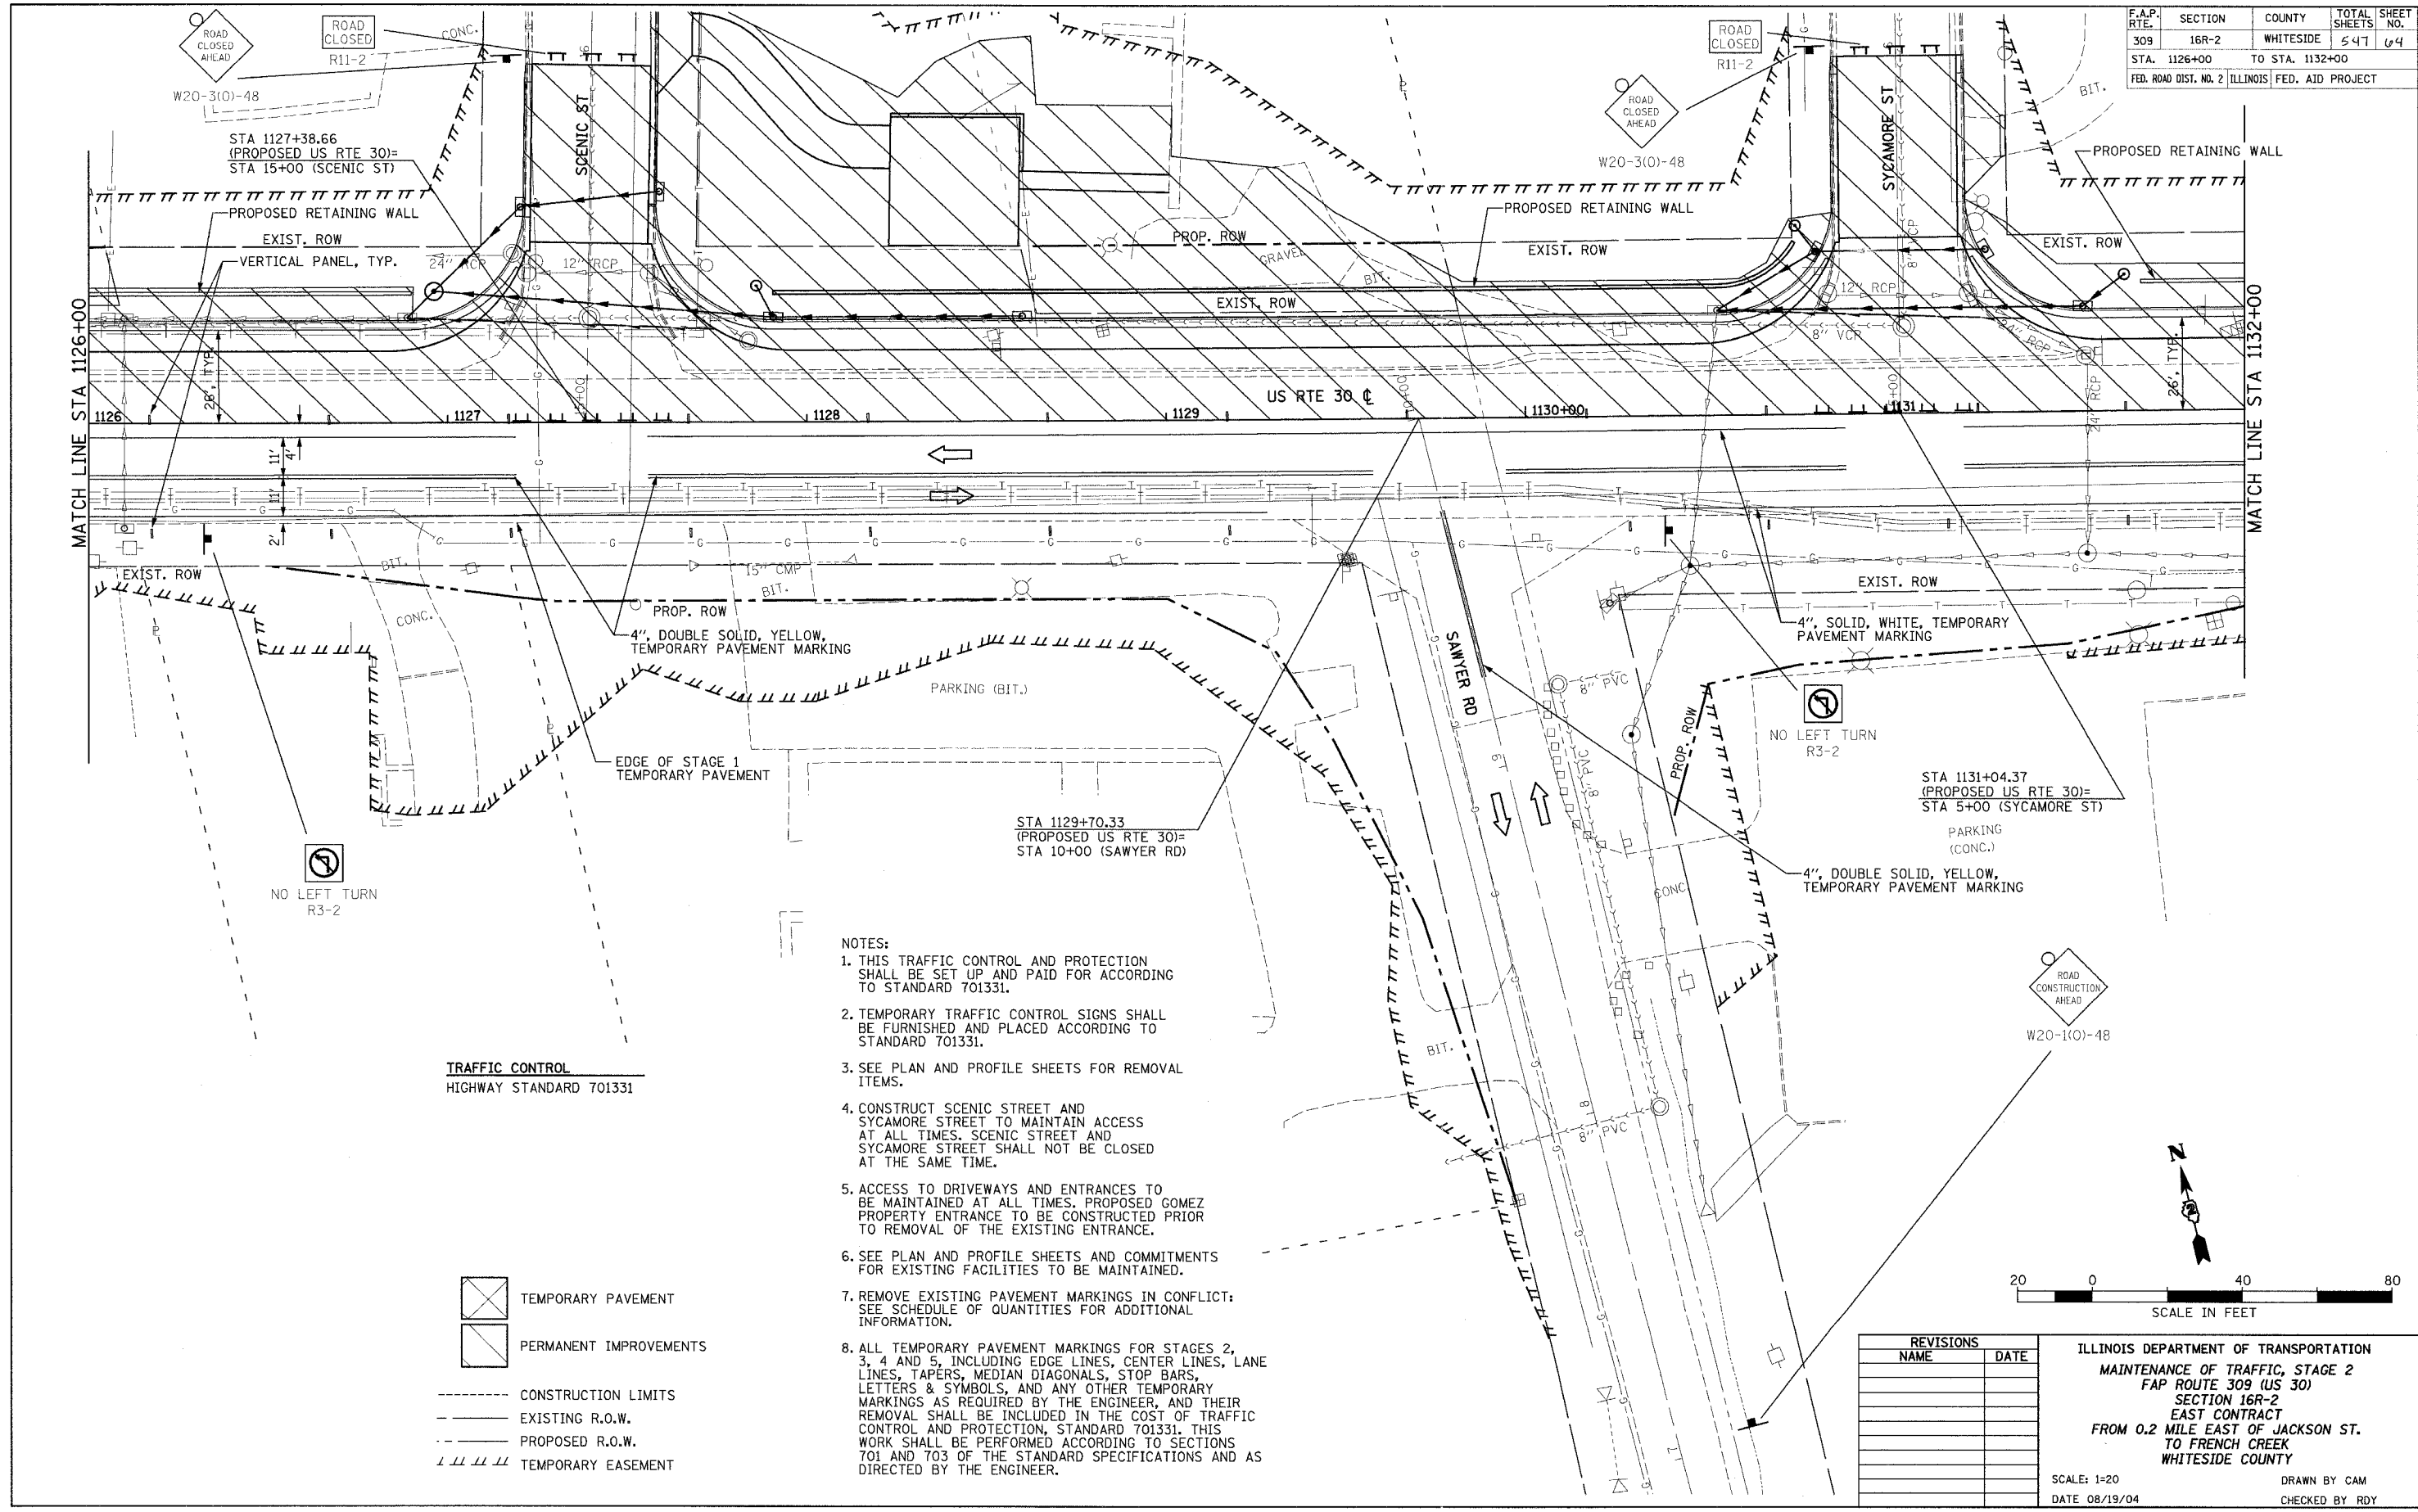 F.A.P. RTE.
SECTION
COUNTY
TOTAL SHEETS
SHEET NO.
309
16R-2
WHITESIDE
547
64
STA. 1126+00 TO STA. 1132+00
FED. ROAD DIST. NO. 2
ILLINOIS
FED. AID PROJECT
ROAD
CLOSED
AHEAD
W20-3(O)-48
ROAD
CLOSED
R11-2
CONC.
STA 1127+38.66
(PROPOSED US RTE 30)=
STA 15+00 (SCENIC ST)
SCENIC ST
16
ROAD
CLOSED
R11-2
ROAD
CLOSED
AHEAD
W20-3(O)-48
SYCAMORE ST
BIT.
PROPOSED RETAINING WALL
PROPOSED RETAINING WALL
EXIST. ROW
VERTICAL PANEL, TYP.
24" RCP
12" RCP
PROP. ROW
GRAVEL
BIT.
EXIST. ROW
PROPOSED RETAINING WALL
EXIST. ROW
8" VCP
12" RCP
8" VCP
24" RCP
24" RCP
EXIST. ROW
MATCH LINE STA 1126+00
26', TYP.
1126
1127
15+00
1128
1129
US RTE 30 ℄
10+00
1130+00
1131
5+00
26', TYP.
MATCH LINE STA 1132+00
11'
4'
11'
2'
EXIST. ROW
BIT.
CONC.
15" CMP
BIT.
PROP. ROW
4", DOUBLE SOLID, YELLOW,
TEMPORARY PAVEMENT MARKING
PARKING (BIT.)
EDGE OF STAGE 1
TEMPORARY PAVEMENT
NO LEFT TURN
R3-2
SAWYER RD
8" PVC
8" PVC
PROP. ROW
EXIST. ROW
4", SOLID, WHITE, TEMPORARY
PAVEMENT MARKING
NO LEFT TURN
R3-2
STA 1129+70.33
(PROPOSED US RTE 30)=
STA 10+00 (SAWYER RD)
STA 1131+04.37
(PROPOSED US RTE 30)=
STA 5+00 (SYCAMORE ST)
PARKING
(CONC.)
4", DOUBLE SOLID, YELLOW,
TEMPORARY PAVEMENT MARKING
CONC.
BIT.
8" PVC
ROAD
CONSTRUCTION
AHEAD
W20-1(O)-48
TRAFFIC CONTROL
HIGHWAY STANDARD 701331
NOTES:
1. THIS TRAFFIC CONTROL AND PROTECTION
SHALL BE SET UP AND PAID FOR ACCORDING
TO STANDARD 701331.
2. TEMPORARY TRAFFIC CONTROL SIGNS SHALL
BE FURNISHED AND PLACED ACCORDING TO
STANDARD 701331.
3. SEE PLAN AND PROFILE SHEETS FOR REMOVAL
ITEMS.
4. CONSTRUCT SCENIC STREET AND
SYCAMORE STREET TO MAINTAIN ACCESS
AT ALL TIMES. SCENIC STREET AND
SYCAMORE STREET SHALL NOT BE CLOSED
AT THE SAME TIME.
5. ACCESS TO DRIVEWAYS AND ENTRANCES TO
BE MAINTAINED AT ALL TIMES. PROPOSED GOMEZ
PROPERTY ENTRANCE TO BE CONSTRUCTED PRIOR
TO REMOVAL OF THE EXISTING ENTRANCE.
6. SEE PLAN AND PROFILE SHEETS AND COMMITMENTS
FOR EXISTING FACILITIES TO BE MAINTAINED.
7. REMOVE EXISTING PAVEMENT MARKINGS IN CONFLICT:
SEE SCHEDULE OF QUANTITIES FOR ADDITIONAL
INFORMATION.
8. ALL TEMPORARY PAVEMENT MARKINGS FOR STAGES 2,
3, 4 AND 5, INCLUDING EDGE LINES, CENTER LINES, LANE
LINES, TAPERS, MEDIAN DIAGONALS, STOP BARS,
LETTERS & SYMBOLS, AND ANY OTHER TEMPORARY
MARKINGS AS REQUIRED BY THE ENGINEER, AND THEIR
REMOVAL SHALL BE INCLUDED IN THE COST OF TRAFFIC
CONTROL AND PROTECTION, STANDARD 701331. THIS
WORK SHALL BE PERFORMED ACCORDING TO SECTIONS
701 AND 703 OF THE STANDARD SPECIFICATIONS AND AS
DIRECTED BY THE ENGINEER.
TEMPORARY PAVEMENT
PERMANENT IMPROVEMENTS
CONSTRUCTION LIMITS
EXISTING R.O.W.
PROPOSED R.O.W.
TEMPORARY EASEMENT
N
20 0 40 80
SCALE IN FEET
REVISIONS
NAME DATE
ILLINOIS DEPARTMENT OF TRANSPORTATION
MAINTENANCE OF TRAFFIC, STAGE 2
FAP ROUTE 309 (US 30)
SECTION 16R-2
EAST CONTRACT
FROM 0.2 MILE EAST OF JACKSON ST.
TO FRENCH CREEK
WHITESIDE COUNTY
SCALE: 1=20
DRAWN BY CAM
DATE 08/19/04
CHECKED BY RDY